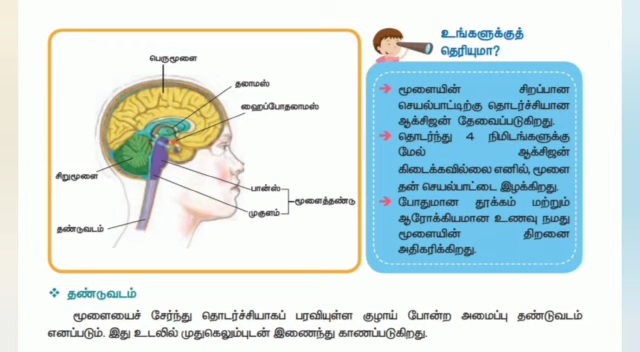 பெருமூளை
தலாமஸ்
ஹைப்போதலாமஸ்
சிறுமூளை
பான்ஸ்
மூளைத்தண்டு
முகுளம்
தண்டுவடம்
உங்களுக்குத்
தெரியுமா?
➔ மூளையின் சிறப்பான
செயல்பாட்டிற்கு தொடர்ச்சியான
ஆக்சிஜன் தேவைப்படுகிறது.
➔ தொடர்ந்து 4 நிமிடங்களுக்கு
மேல் ஆக்சிஜன்
கிடைக்கவில்லை எனில், மூளை
தன் செயல்பாட்டை இழக்கிறது.
➔ போதுமான தூக்கம் மற்றும்
ஆரோக்கியமான உணவு நமது
மூளையின் திறனை
அதிகரிக்கிறது.
❖ தண்டுவடம்
மூளையைச் சேர்ந்து தொடர்ச்சியாகப் பரவியுள்ள குழாய் போன்ற அமைப்பு தண்டுவடம்
எனப்படும். இது உடலில் முதுகெலும்புடன் இணைந்து காணப்படுகிறது.